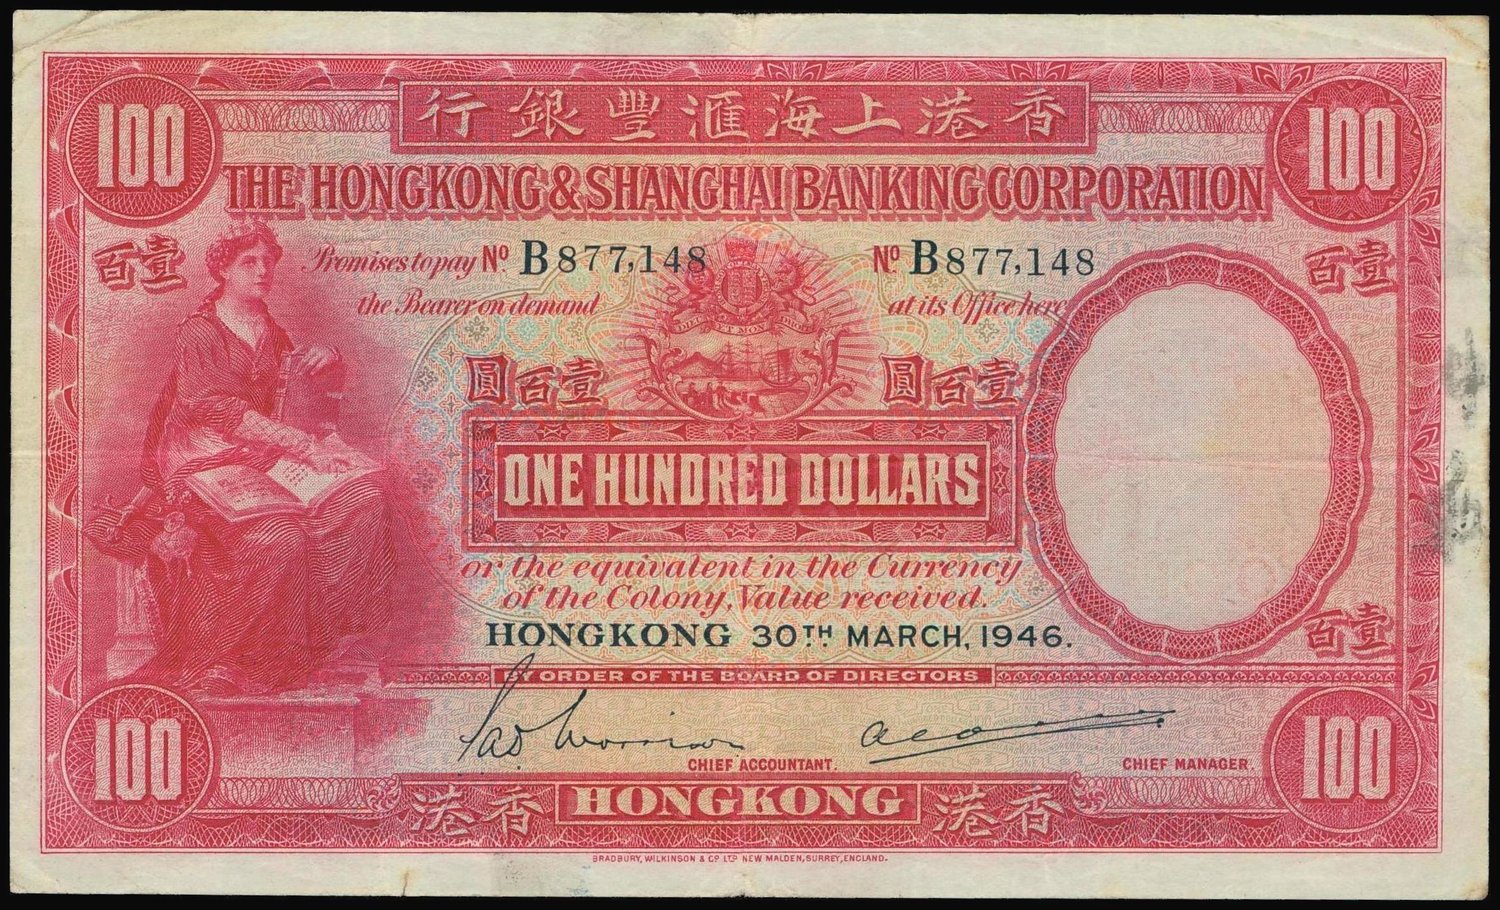 行銀豐滙海上港香
100 100
THE HONGKONG & SHANGHAI BANKING CORPORATION
百壹 百壹
Promises to pay Nº B877,148 Nº B877,148
the Bearer on demand at its Office here
圓百壹 圓百壹
ONE HUNDRED DOLLARS
or the equivalent in the Currency
of the Colony, Value received.
百壹
HONGKONG 30TH MARCH, 1946.
BY ORDER OF THE BOARD OF DIRECTORS
100 100
CHIEF ACCOUNTANT. CHIEF MANAGER.
港香 HONGKONG 港香
BRADBURY, WILKINSON & Cº LTD NEW MALDEN, SURREY, ENGLAND.